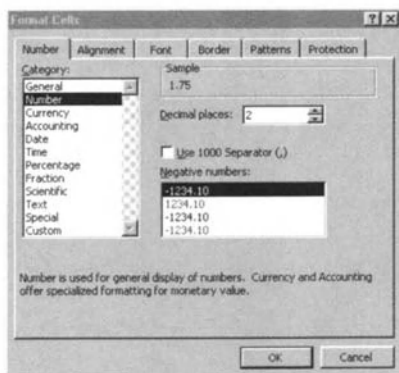 Format Cells
Number Alignment Font Border Patterns Protection
Category:
General
Number
Currency
Accounting
Date
Time
Percentage
Fraction
Scientific
Text
Special
Custom
Sample
1.75
Decimal places: 2
Use 1000 Separator (,)
Negative numbers:
-1234.10
1234.10
-1234.10
-1234.10
Number is used for general display of numbers. Currency and Accounting
offer specialized formatting for monetary value.
OK Cancel